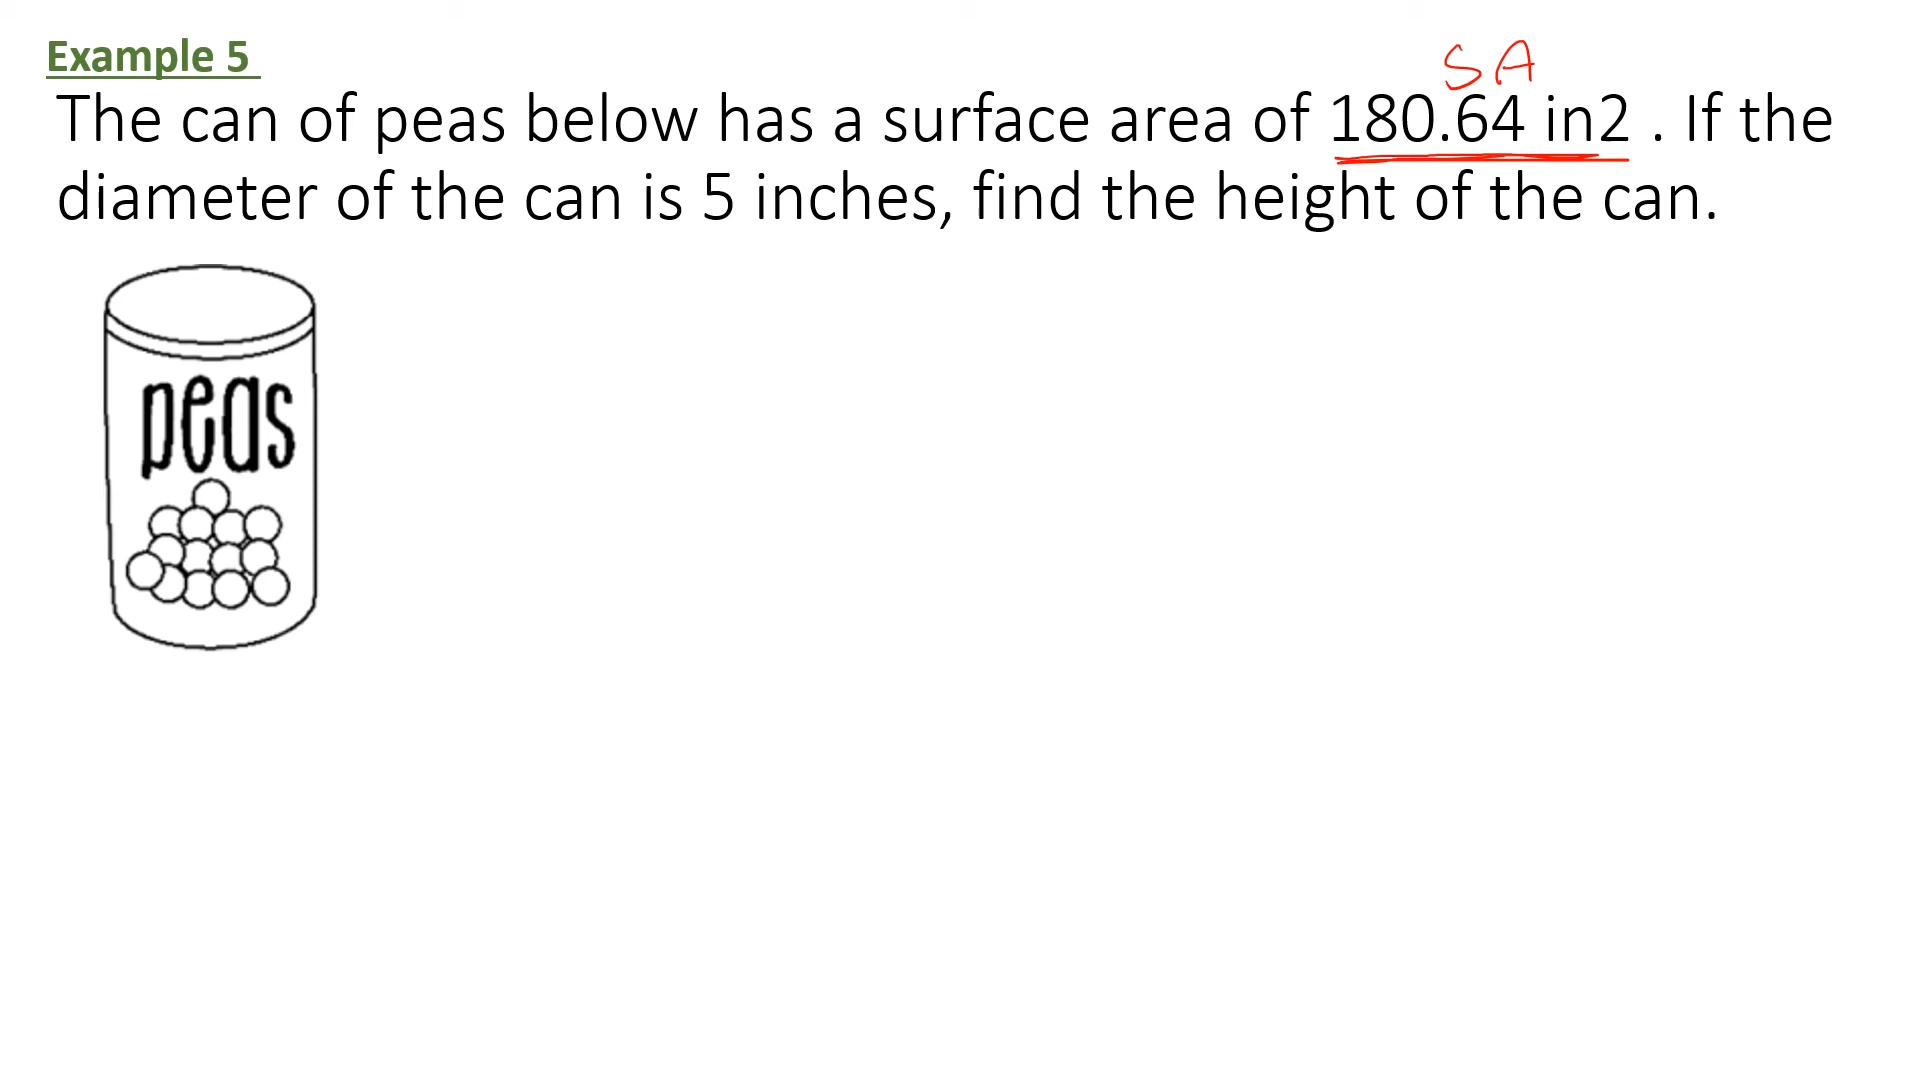 Example 5
SA
The can of peas below has a surface area of 180.64 in2 . If the
diameter of the can is 5 inches, find the height of the can.
peas